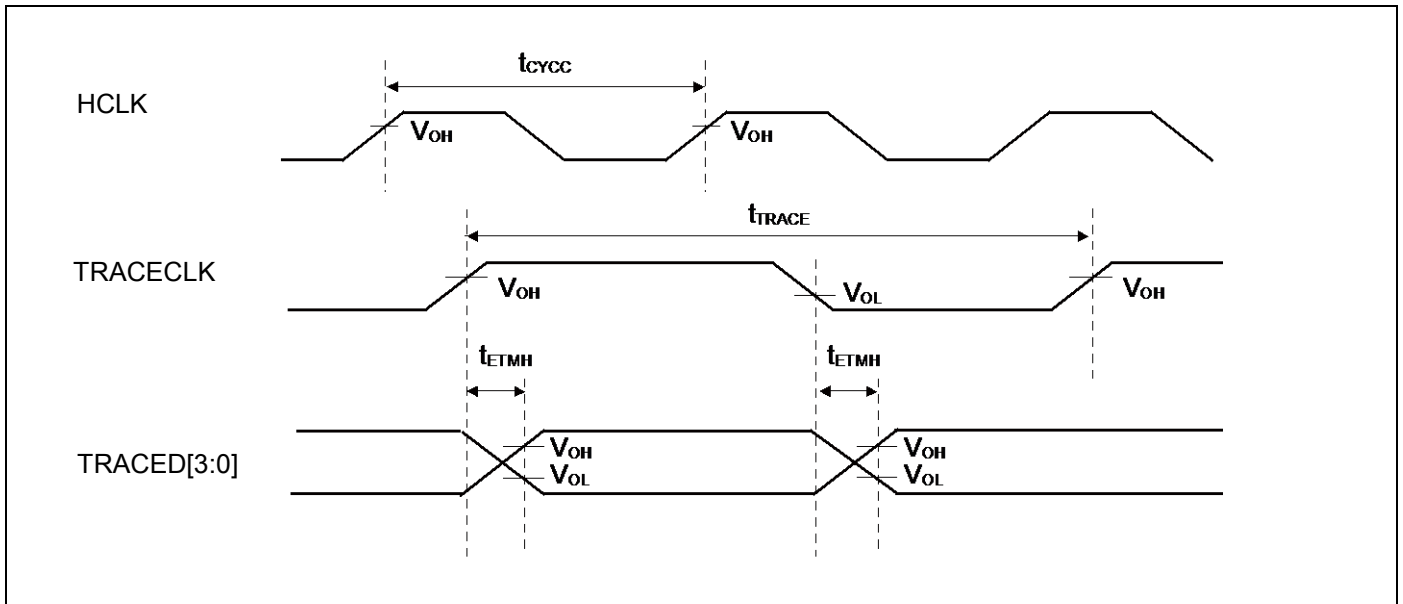 tCYCC
HCLK
VOH
VOH
tTRACE
TRACECLK
VOH
VOL
VOH
tETMH
tETMH
TRACED[3:0]
VOH
VOL
VOH
VOL